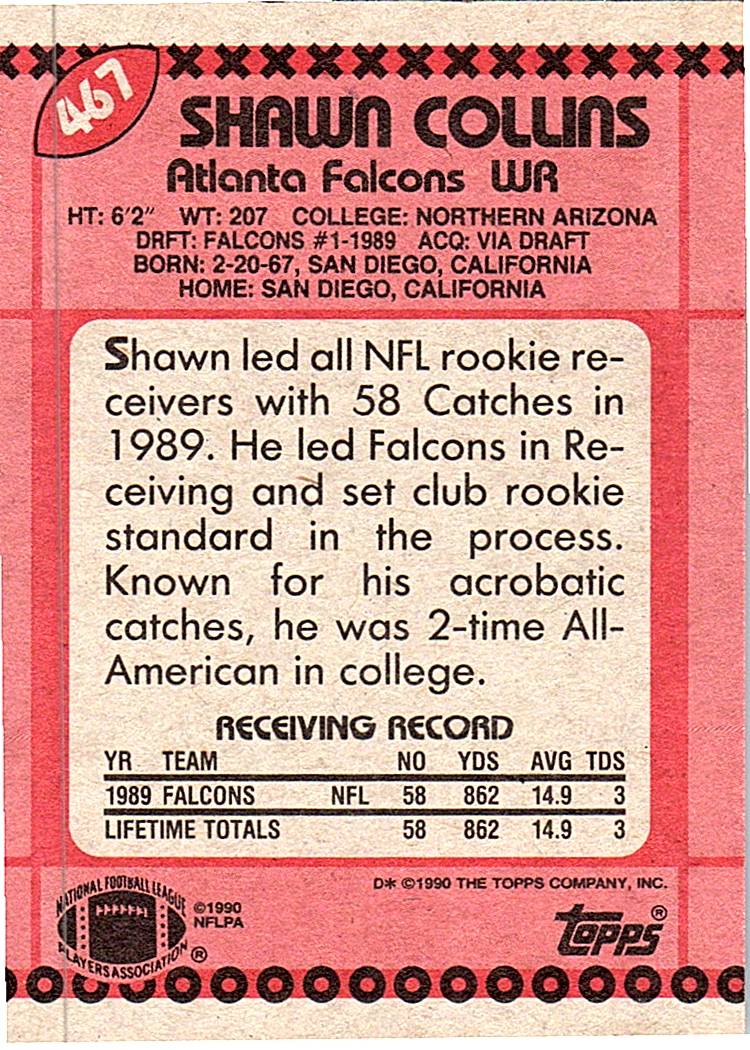 467
SHAWN COLLINS
Atlanta Falcons WR
HT: 6'2" WT: 207 COLLEGE: NORTHERN ARIZONA
DRFT: FALCONS #1-1989 ACQ: VIA DRAFT
BORN: 2-20-67, SAN DIEGO, CALIFORNIA
HOME: SAN DIEGO, CALIFORNIA
Shawn led all NFL rookie re-
ceivers with 58 Catches in
1989. He led Falcons in Re-
ceiving and set club rookie
standard in the process.
Known for his acrobatic
catches, he was 2-time All-
American in college.
RECEIVING RECORD
YR TEAM NO YDS AVG TDS
1989 FALCONS NFL 58 862 14.9 3
LIFETIME TOTALS 58 862 14.9 3
D* ©1990 THE TOPPS COMPANY, INC.
NATIONAL FOOTBALL LEAGUE
PLAYERS ASSOCIATION ®
©1990
NFLPA
topps®